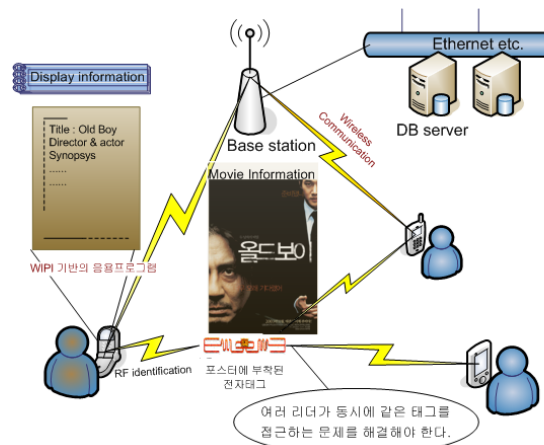 Ethernet etc.
Display information
DB server
Base station
Wireless
Communication
Title : Old Boy
Director & actor
Synopsys
......
......
Movie Information
올드보이
WIPI 기반의 응용프로그램
RF identification
포스터에 부착된
전자태그
여러 리더가 동시에 같은 태그를
접근하는 문제를 해결해야 한다.